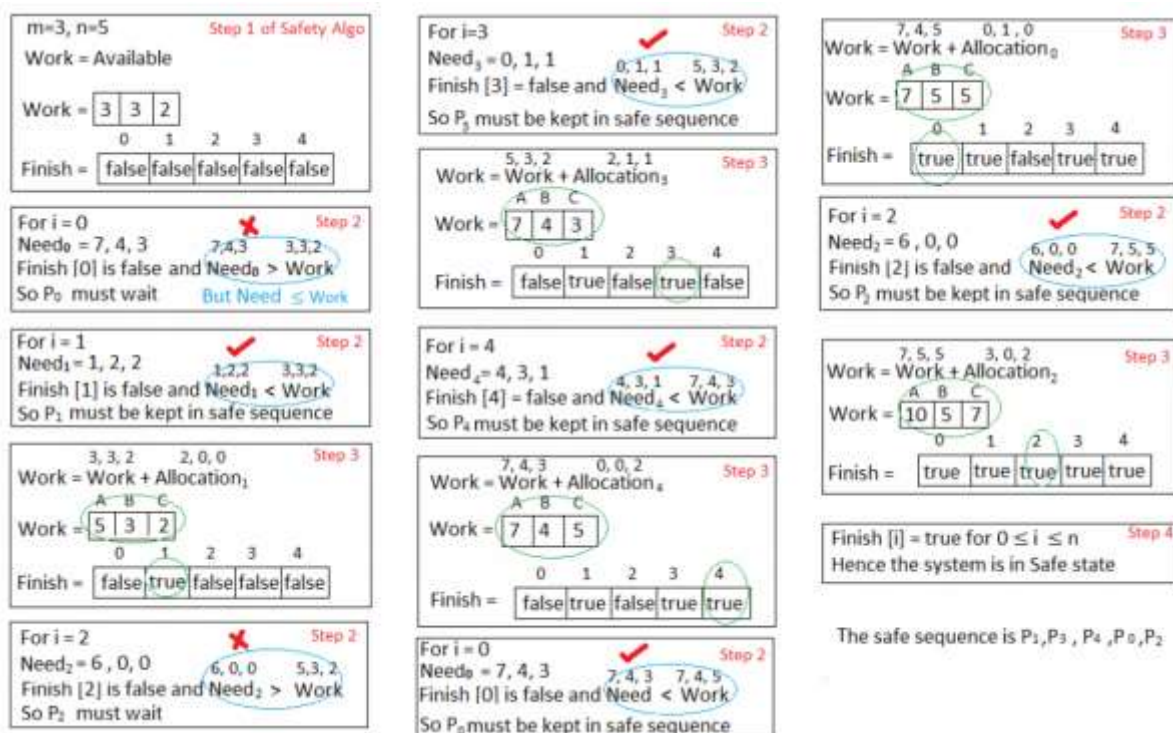 m=3, n=5 Step 1 of Safety Algo
Work = Available
Work = 3 3 2
0 1 2 3 4
Finish = false false false false false
For i = 0 Step 2
Need₀ = 7, 4, 3 7,4,3 3,3,2
Finish [0] is false and Need₀ > Work
So P₀ must wait But Need ≤ Work
For i = 1 Step 2
Need₁ = 1, 2, 2 1,2,2 3,3,2
Finish [1] is false and Need₁ < Work
So P₁ must be kept in safe sequence
3, 3, 2 2, 0, 0 Step 3
Work = Work + Allocation₁
A B C
Work = 5 3 2
0 1 2 3 4
Finish = false true false false false
For i = 2 Step 2
Need₂ = 6 , 0, 0 6, 0, 0 5,3, 2
Finish [2] is false and Need₂ > Work
So P₂ must wait
For i=3 Step 2
Need₃ = 0, 1, 1 0, 1, 1 5, 3, 2
Finish [3] = false and Need₃ < Work
So P₃ must be kept in safe sequence
5, 3, 2 2, 1, 1 Step 3
Work = Work + Allocation₃
A B C
Work = 7 4 3
0 1 2 3 4
Finish = false true false true false
For i = 4 Step 2
Need₄ = 4, 3, 1 4, 3, 1 7, 4, 3
Finish [4] = false and Need₄ < Work
So P₄ must be kept in safe sequence
7, 4, 3 0, 0, 2 Step 3
Work = Work + Allocation₄
A B C
Work = 7 4 5
0 1 2 3 4
Finish = false true false true true
For i=0 Step 2
Need₀ = 7, 4, 3 7, 4, 3 7, 4, 5
Finish [0] is false and Need < Work
So P₀ must be kept in safe sequence
7, 4, 5 0, 1 , 0 Step 3
Work = Work + Allocation₀
A B C
Work = 7 5 5
0 1 2 3 4
Finish = true true false true true
For i = 2 Step 2
Need₂ = 6 , 0, 0 6, 0, 0 7, 5, 5
Finish [2] is false and Need₂ < Work
So P₂ must be kept in safe sequence
7, 5, 5 3, 0, 2 Step 3
Work = Work + Allocation₂
A B C
Work = 10 5 7
0 1 2 3 4
Finish = true true true true true
Finish [i] = true for 0 ≤ i ≤ n Step 4
Hence the system is in Safe state
The safe sequence is P₁,P₃ , P₄ ,P₀,P₂